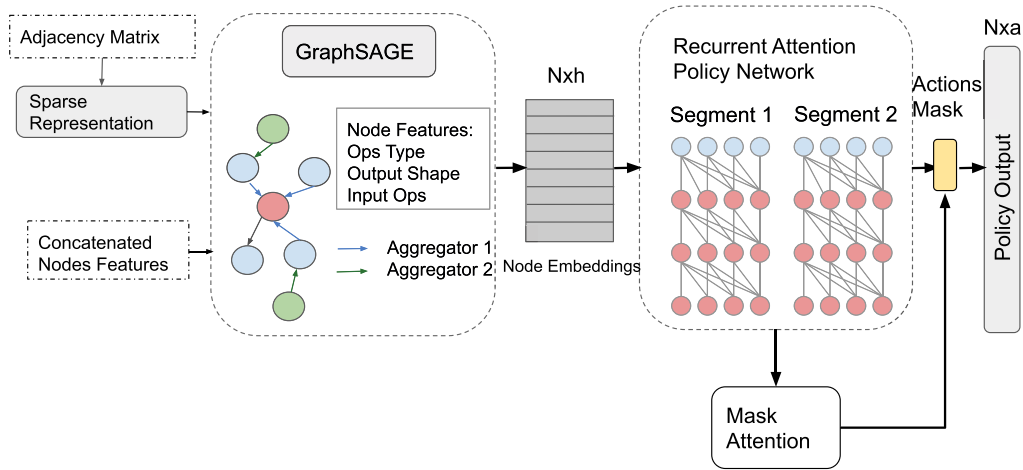 Adjacency Matrix
Sparse
Representation
Concatenated
Nodes Features
GraphSAGE
Node Features:
Ops Type
Output Shape
Input Ops
Aggregator 1
Aggregator 2
Nxh
Node Embeddings
Recurrent Attention
Policy Network
Segment 1
Segment 2
Mask
Attention
Actions
Mask
Nxa
Policy Output